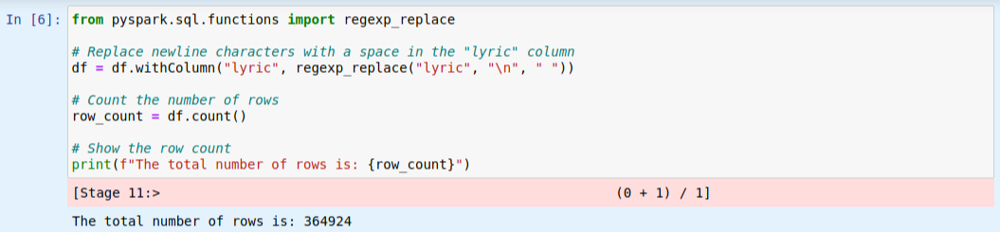 In [6]: from pyspark.sql.functions import regexp_replace
# Replace newline characters with a space in the "lyric" column
df = df.withColumn("lyric", regexp_replace("lyric", "\n", " "))
# Count the number of rows
row_count = df.count()
# Show the row count
print(f"The total number of rows is: {row_count}")
[Stage 11:> (0 + 1) / 1]
The total number of rows is: 364924